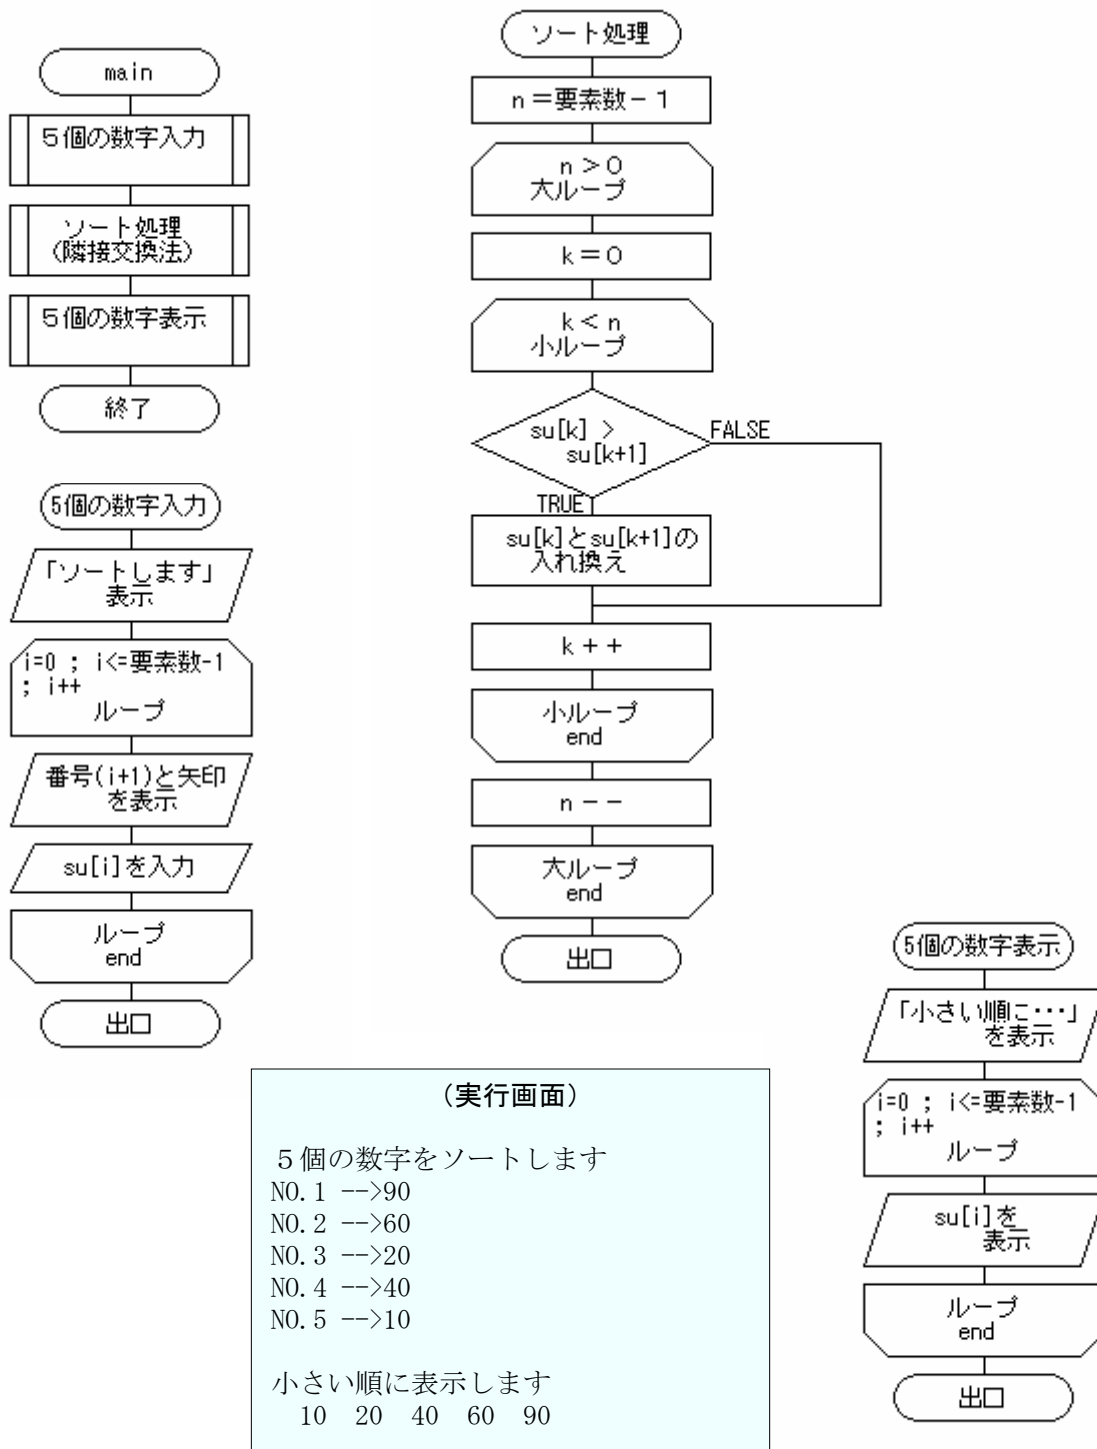 main
5個の数字入力
ソート処理
(隣接交換法)
5個の数字表示
終了
5個の数字入力
「ソートします」
表示
i=0 ; i<=要素数-1
; i++
ループ
番号(i+1)と矢印
を表示
su[i]を入力
ループ
end
出口
ソート処理
n=要素数-1
n>0
大ループ
k=0
k<n
小ループ
su[k] >
su[k+1]
FALSE
TRUE
su[k]とsu[k+1]の
入れ換え
k++
小ループ
end
n--
大ループ
end
出口
5個の数字表示
「小さい順に・・・」
を表示
i=0 ; i<=要素数-1
; i++
ループ
su[i]を
表示
ループ
end
出口
(実行画面)
5個の数字をソートします
NO.1 -->90
NO.2 -->60
NO.3 -->20
NO.4 -->40
NO.5 -->10
小さい順に表示します
10 20 40 60 90